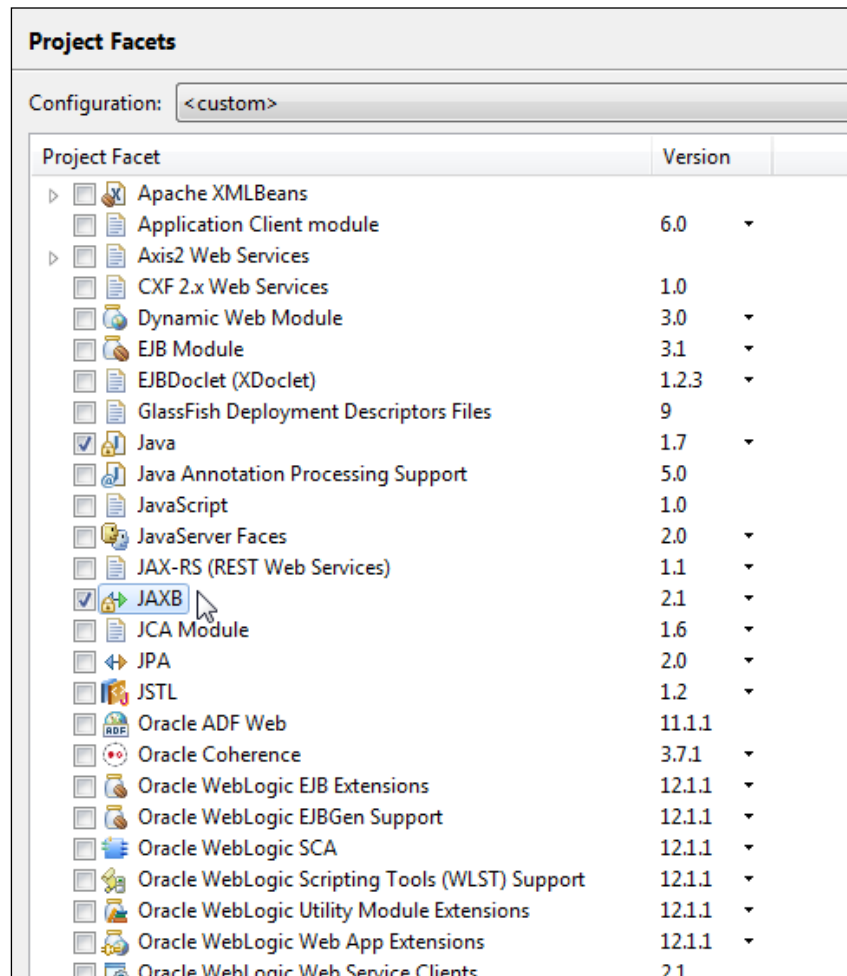 Project Facets
Configuration: <custom>
Project Facet Version
Apache XMLBeans
Application Client module 6.0
Axis2 Web Services
CXF 2.x Web Services 1.0
Dynamic Web Module 3.0
EJB Module 3.1
EJBDoclet (XDoclet) 1.2.3
GlassFish Deployment Descriptors Files 9
Java 1.7
Java Annotation Processing Support 5.0
JavaScript 1.0
JavaServer Faces 2.0
JAX-RS (REST Web Services) 1.1
JAXB 2.1
JCA Module 1.6
JPA 2.0
JSTL 1.2
Oracle ADF Web 11.1.1
Oracle Coherence 3.7.1
Oracle WebLogic EJB Extensions 12.1.1
Oracle WebLogic EJBGen Support 12.1.1
Oracle WebLogic SCA 12.1.1
Oracle WebLogic Scripting Tools (WLST) Support 12.1.1
Oracle WebLogic Utility Module Extensions 12.1.1
Oracle WebLogic Web App Extensions 12.1.1
Oracle WebLogic Web Service Clients 2.1